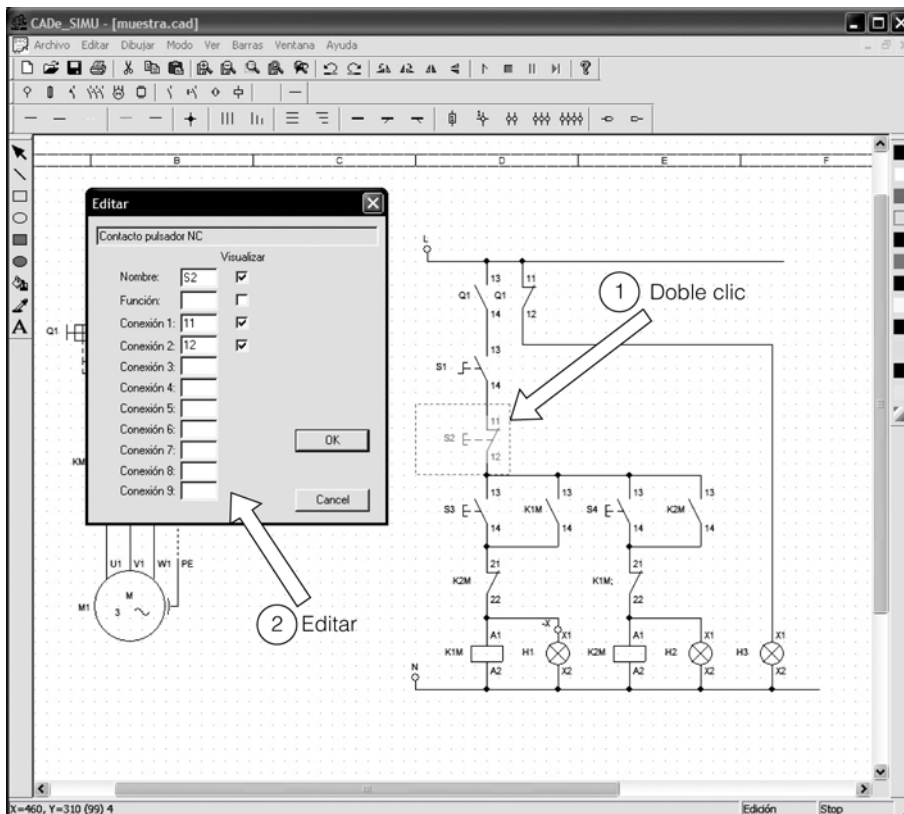 CADe_SIMU - [muestra.cad]
Archivo Editar Dibujar Modo Ver Barras Ventana Ayuda
A
B C D E F
Editar
Contacto pulsador NC
Visualizar
Nombre: S2
Función:
Conexión 1: 11
Conexión 2: 12
Conexión 3:
Conexión 4:
Conexión 5:
Conexión 6:
Conexión 7:
Conexión 8:
Conexión 9:
OK
Cancel
1 Doble clic
2 Editar
Q1
KM
U1 V1 W1 PE
M1
M
3
L
13 11
Q1 Q1
14 12
13
S1
14
11
S2
12
13 13 13 13
S3 K1M S4 K2M
14 14 14 14
21 21
K2M K1M;
22 22
-X
A1 X1 A1 X1 X1
K1M H1 K2M H2 H3
A2 X2 A2 X2 X2
N
X=460, Y=310 (99) 4
Edición Stop